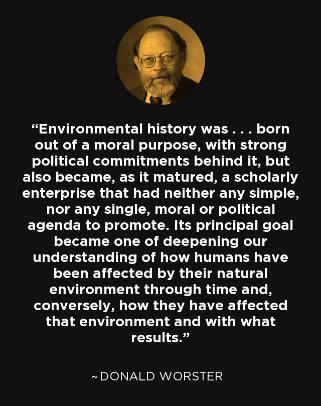 “Environmental history was . . . born
out of a moral purpose, with strong
political commitments behind it, but
also became, as it matured, a scholarly
enterprise that had neither any simple,
nor any single, moral or political
agenda to promote. Its principal goal
became one of deepening our
understanding of how humans have
been affected by their natural
environment through time and,
conversely, how they have affected
that environment and with what
results.”
~DONALD WORSTER